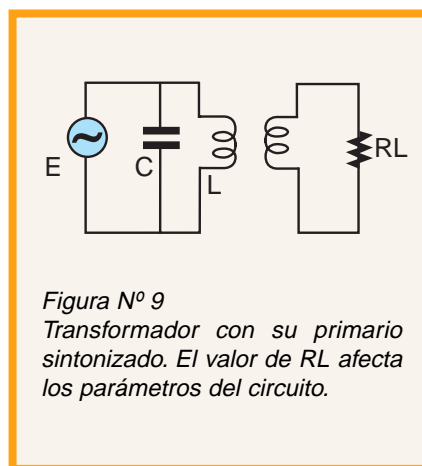 E
C
L
RL
Figura Nº 9
Transformador con su primario
sintonizado. El valor de RL afecta
los parámetros del circuito.